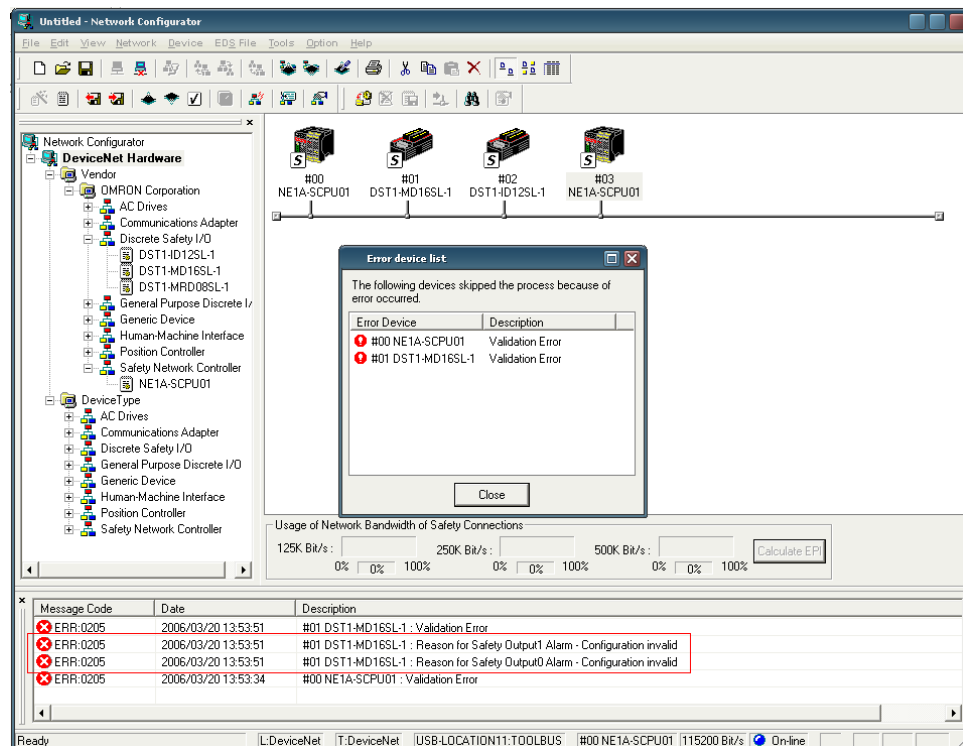 Untitled - Network Configurator
File Edit View Network Device EDS File Tools Option Help
Network Configurator
DeviceNet Hardware
Vendor
OMRON Corporation
AC Drives
Communications Adapter
Discrete Safety I/O
DST1-ID12SL-1
DST1-MD16SL-1
DST1-MRD08SL-1
General Purpose Discrete I/
Generic Device
Human-Machine Interface
Position Controller
Safety Network Controller
NE1A-SCPU01
DeviceType
AC Drives
Communications Adapter
Discrete Safety I/O
General Purpose Discrete I/O
Generic Device
Human-Machine Interface
Position Controller
Safety Network Controller
S S S S
#00 #01 #02 #03
NE1A-SCPU01 DST1-MD16SL-1 DST1-ID12SL-1 NE1A-SCPU01
Error device list
The following devices skipped the process because of
error occurred.
Error Device Description
#00 NE1A-SCPU01 Validation Error
#01 DST1-MD16SL-1 Validation Error
Close
Usage of Network Bandwidth of Safety Connections
125K Bit/s : 250K Bit/s : 500K Bit/s : Calculate EPI
0% 0% 100% 0% 0% 100% 0% 0% 100%
Message Code Date Description
ERR:0205 2006/03/20 13:53:51 #01 DST1-MD16SL-1 : Validation Error
ERR:0205 2006/03/20 13:53:51 #01 DST1-MD16SL-1 : Reason for Safety Output1 Alarm - Configuration invalid
ERR:0205 2006/03/20 13:53:51 #01 DST1-MD16SL-1 : Reason for Safety Output0 Alarm - Configuration invalid
ERR:0205 2006/03/20 13:53:34 #00 NE1A-SCPU01 : Validation Error
Ready L:DeviceNet T:DeviceNet USB-LOCATION11:TOOLBUS #00 NE1A-SCPU01 115200 Bit/s On-line